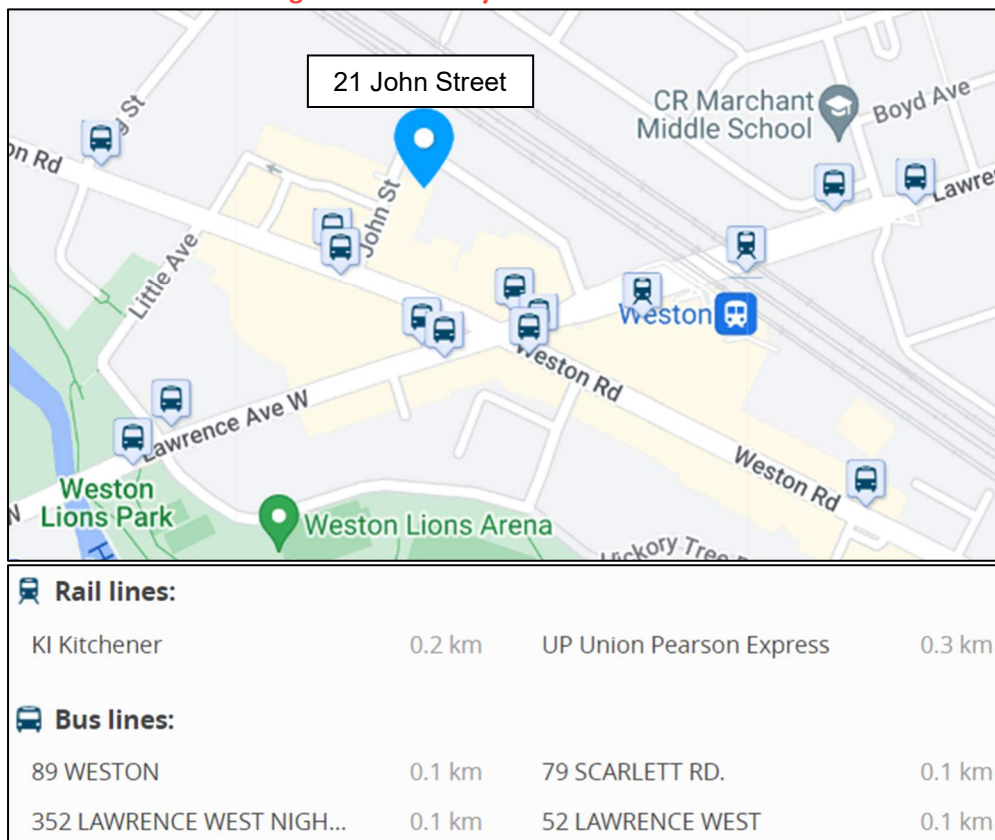 21 John Street
CR Marchant
Middle School
Boyd Ave
on Rd
John St
Little Ave
Lawre
Weston
Weston Rd
Lawrence Ave W
Weston Rd
Weston
Lions Park
N
Weston Lions Arena
Hickory Tree
Rail lines:
KI Kitchener 0.2 km UP Union Pearson Express 0.3 km
Bus lines:
89 WESTON 0.1 km 79 SCARLETT RD. 0.1 km
352 LAWRENCE WEST NIGH... 0.1 km 52 LAWRENCE WEST 0.1 km